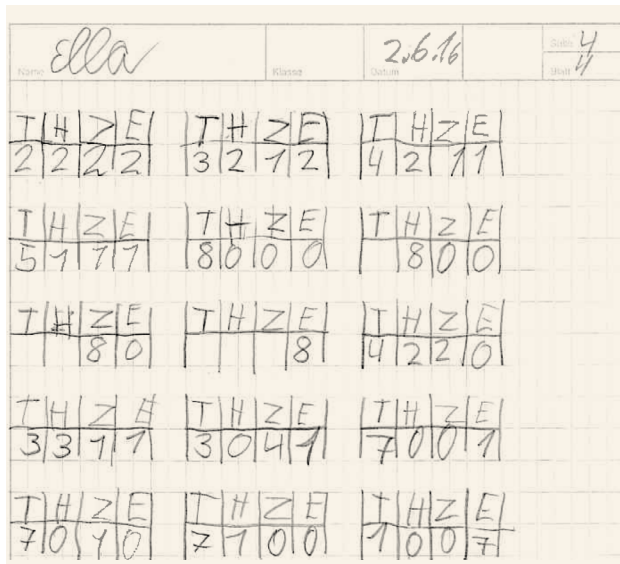 Name Ella Klasse Datum 2.6.16 Seite 4
Blatt 4
T H Z E T H Z E T H Z E
2 2 2 2 3 2 1 2 4 2 1 1
T H Z E T H Z E T H Z E
5 1 1 1 8 0 0 0 8 0 0
T H Z E T H Z E T H Z E
8 0 8 4 2 2 0
T H Z E T H Z E T H Z E
3 3 1 1 3 0 4 1 7 0 0 1
T H Z E T H Z E T H Z E
7 0 1 0 7 1 0 0 1 0 0 7